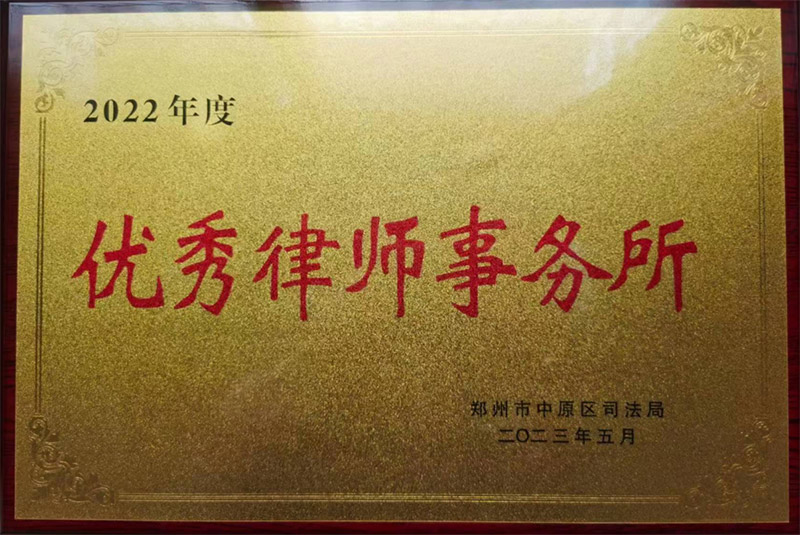 2022年度
优秀律师事务所
郑州市中原区司法局
二〇二三年五月